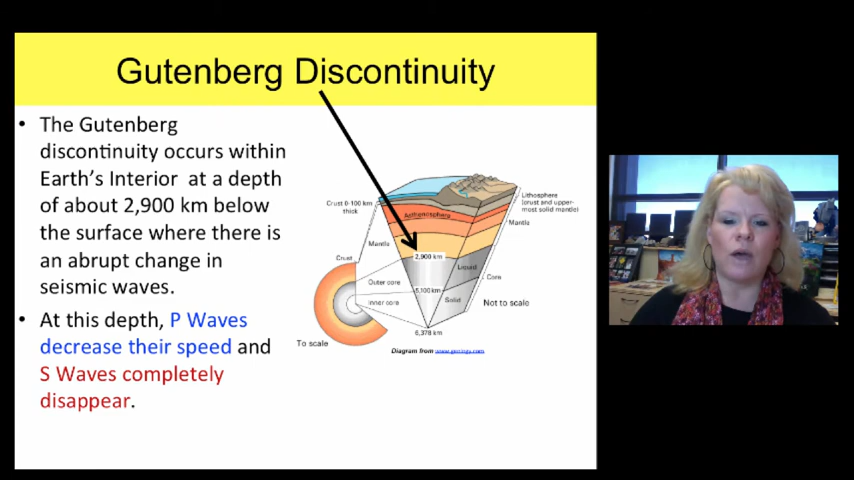 Gutenberg Discontinuity
• The Gutenberg
discontinuity occurs within
Earth's Interior at a depth
of about 2,900 km below
the surface where there is
an abrupt change in
seismic waves.
• At this depth, P Waves
decrease their speed and
S Waves completely
disappear.
Crust 0-100 km
thick
Asthenosphere
Lithosphere
(crust and upper-
most solid mantle)
Mantle
Mantle
Crust
2,900 km
Liquid
Core
Outer core
5,100 km
Solid
Inner core
Not to scale
6,378 km
To scale
Diagram from www.geology.com